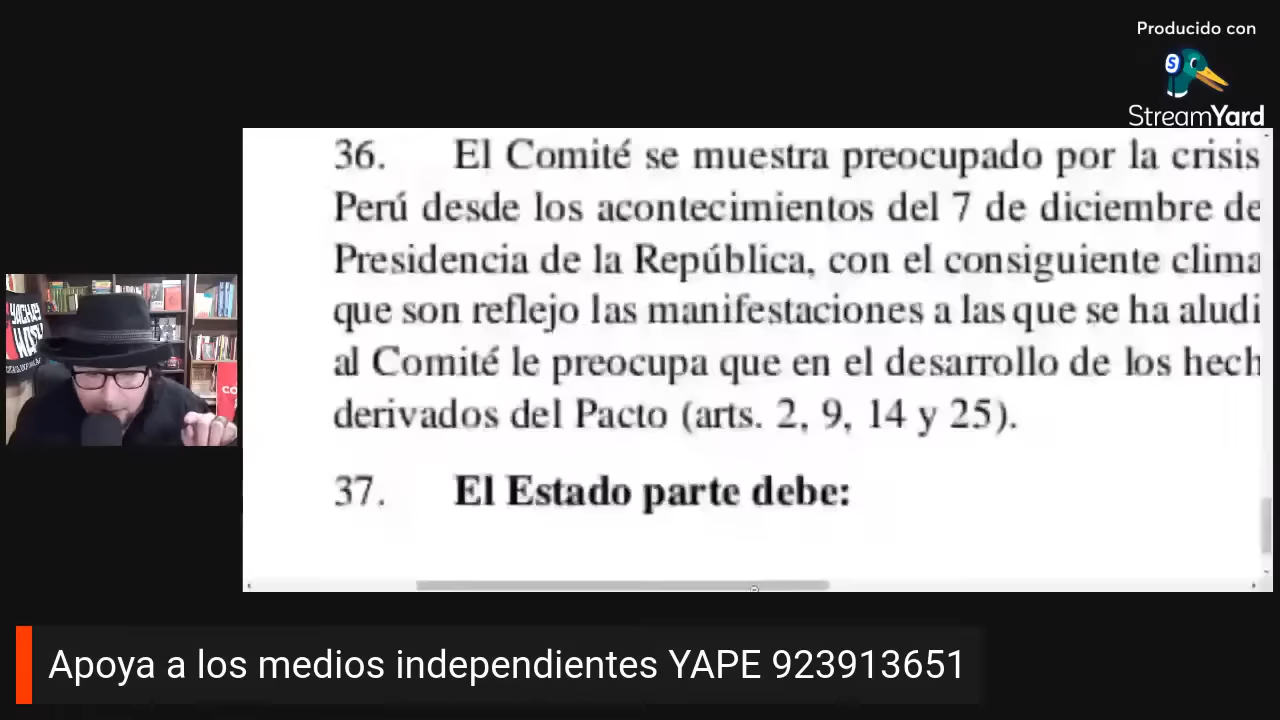 Producido con
StreamYard
36. El Comité se muestra preocupado por la crisis
Perú desde los acontecimientos del 7 de diciembre de
Presidencia de la República, con el consiguiente clima
que son reflejo las manifestaciones a las que se ha aludi
al Comité le preocupa que en el desarrollo de los hech
derivados del Pacto (arts. 2, 9, 14 y 25).
37. El Estado parte debe:
Apoya a los medios independientes YAPE 923913651